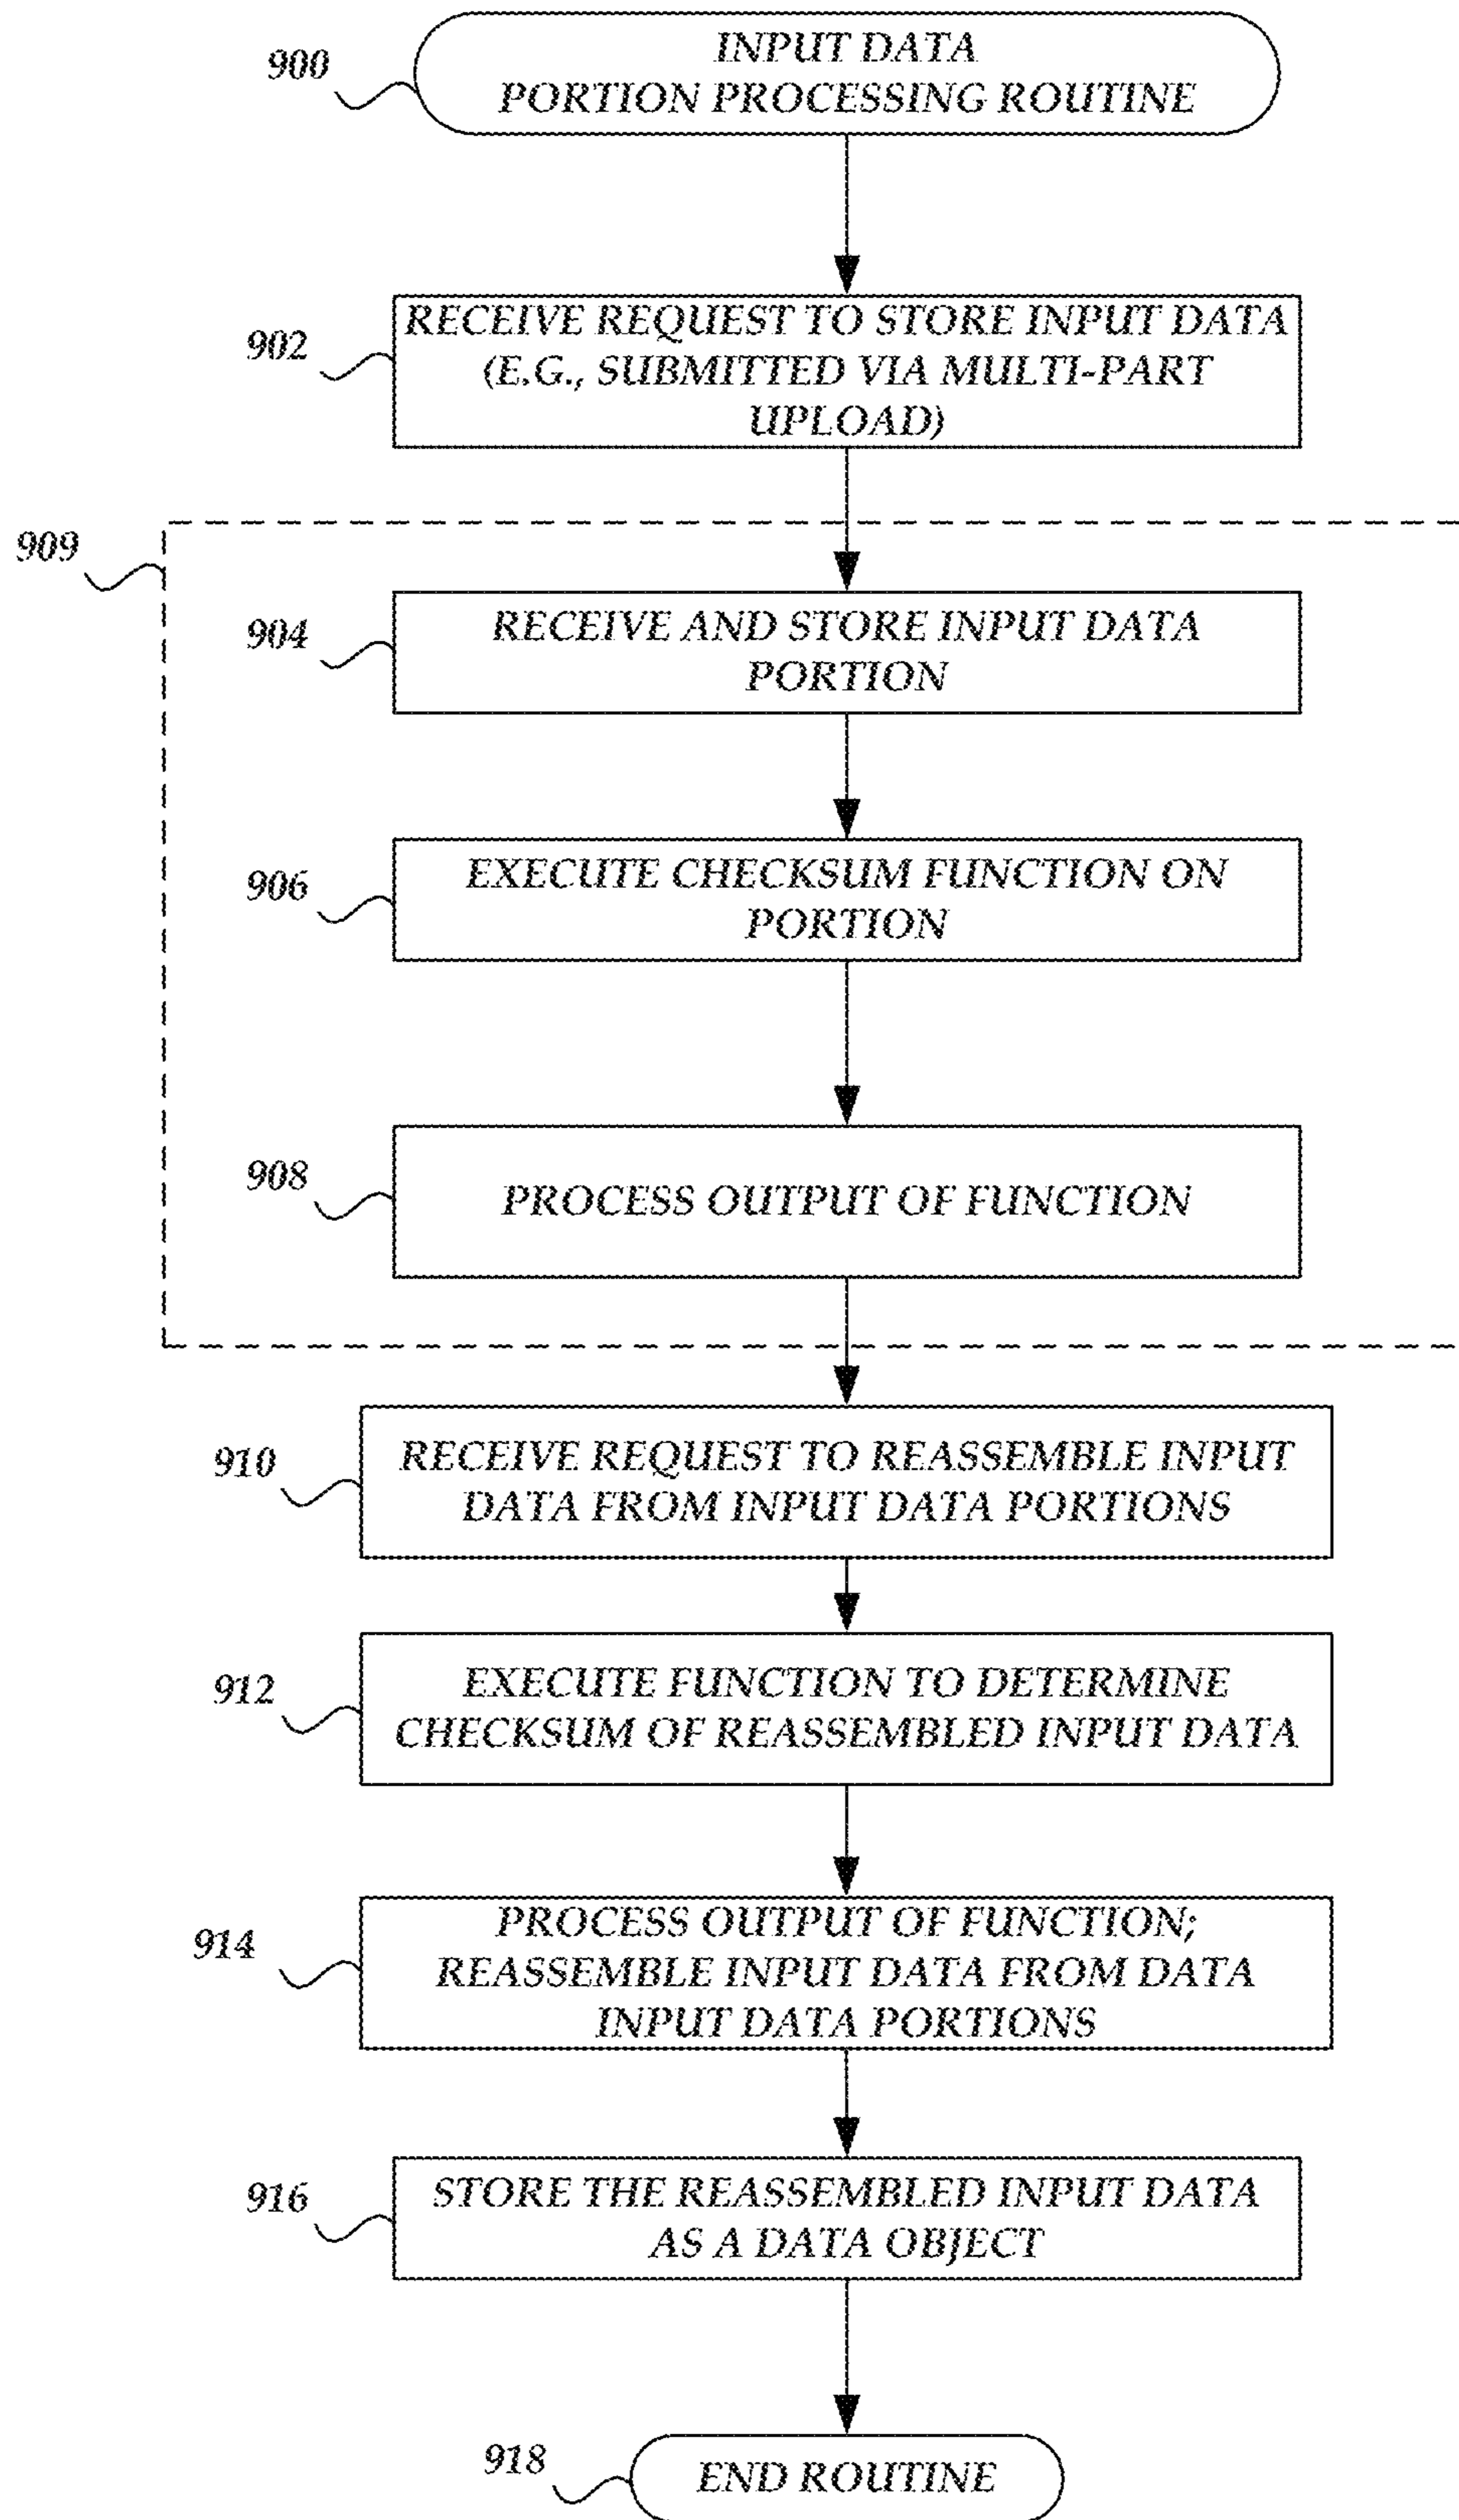 900
INPUT DATA
PORTION PROCESSING ROUTINE
902
RECEIVE REQUEST TO STORE INPUT DATA
(E.G., SUBMITTED VIA MULTI-PART
UPLOAD)
909
904
RECEIVE AND STORE INPUT DATA
PORTION
906
EXECUTE CHECKSUM FUNCTION ON
PORTION
908
PROCESS OUTPUT OF FUNCTION
910
RECEIVE REQUEST TO REASSEMBLE INPUT
DATA FROM INPUT DATA PORTIONS
912
EXECUTE FUNCTION TO DETERMINE
CHECKSUM OF REASSEMBLED INPUT DATA
914
PROCESS OUTPUT OF FUNCTION;
REASSEMBLE INPUT DATA FROM DATA
INPUT DATA PORTIONS
916
STORE THE REASSEMBLED INPUT DATA
AS A DATA OBJECT
918
END ROUTINE